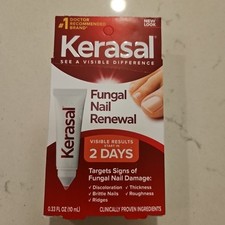 #1 DOCTOR
RECOMMENDED
BRAND*
NEW
LOOK
Kerasal®
SEE A VISIBLE DIFFERENCE
Fungal
Nail
Renewal
Kerasal
VISIBLE RESULTS
START IN
2 DAYS
Targets Signs of
Fungal Nail Damage:
• Discoloration • Thickness
• Brittle Nails • Roughness
• Ridges
0.33 FL OZ (10 mL)
CLINICALLY PROVEN INGREDIENTS